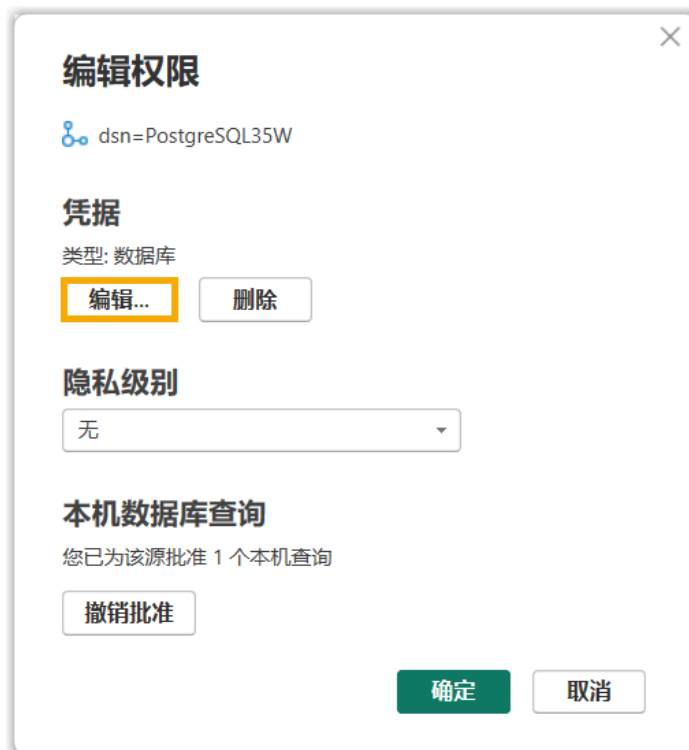 编辑权限
dsn=PostgreSQL35W
凭据
类型: 数据库
编辑...
删除
隐私级别
无
本机数据库查询
您已为该源批准 1 个本机查询
撤销批准
确定
取消